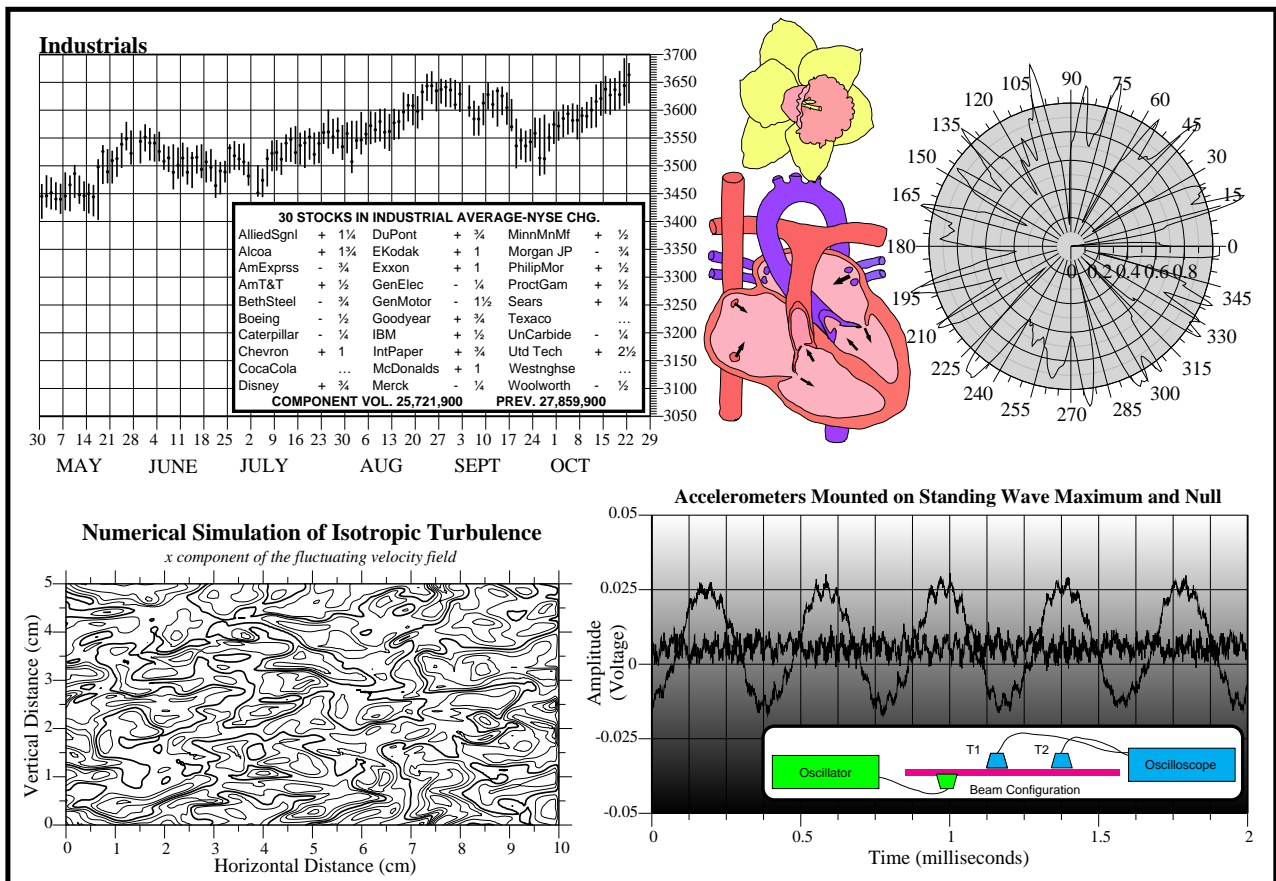 Industrials
3700
3650
3600
3550
3500
3450
3400
3350
3300
3250
3200
3150
3100
3050
30 STOCKS IN INDUSTRIAL AVERAGE-NYSE CHG.
AlliedSgnl + 1¼ DuPont + ¾ MinnMnMf + ½
Alcoa + 1¾ EKodak + 1 Morgan JP - ¾
AmExprss - ¾ Exxon + 1 PhilipMor + ½
AmT&T + ½ GenElec - ¼ ProctGam + ½
BethSteel - ¾ GenMotor - 1½ Sears + ¼
Boeing - ½ Goodyear + ¾ Texaco ...
Caterpillar - ¼ IBM + ½ UnCarbide - ¼
Chevron + 1 IntPaper + ¾ Utd Tech + 2½
CocaCola ... McDonalds + 1 Westnghse ...
Disney + ¾ Merck - ¼ Woolworth - ½
COMPONENT VOL. 25,721,900 PREV. 27,859,900
30 7 14 21 28 4 11 18 25 2 9 16 23 30 6 13 20 27 3 10 17 24 1 8 15 22 29
MAY JUNE JULY AUG SEPT OCT
0
15
30
45
60
75
90
105
120
135
150
165
180
195
210
225
240
255
270
285
300
315
330
345
0 0.2 0.4 0.6 0.8
Numerical Simulation of Isotropic Turbulence
x component of the fluctuating velocity field
5
4
3
2
1
0
Vertical Distance (cm)
0 1 2 3 4 5 6 7 8 9 10
Horizontal Distance (cm)
Accelerometers Mounted on Standing Wave Maximum and Null
0.05
0.025
0
-0.025
-0.05
Amplitude
(Voltage)
T1 T2
Oscillator
Oscilloscope
Beam Configuration
0 0.5 1 1.5 2
Time (milliseconds)